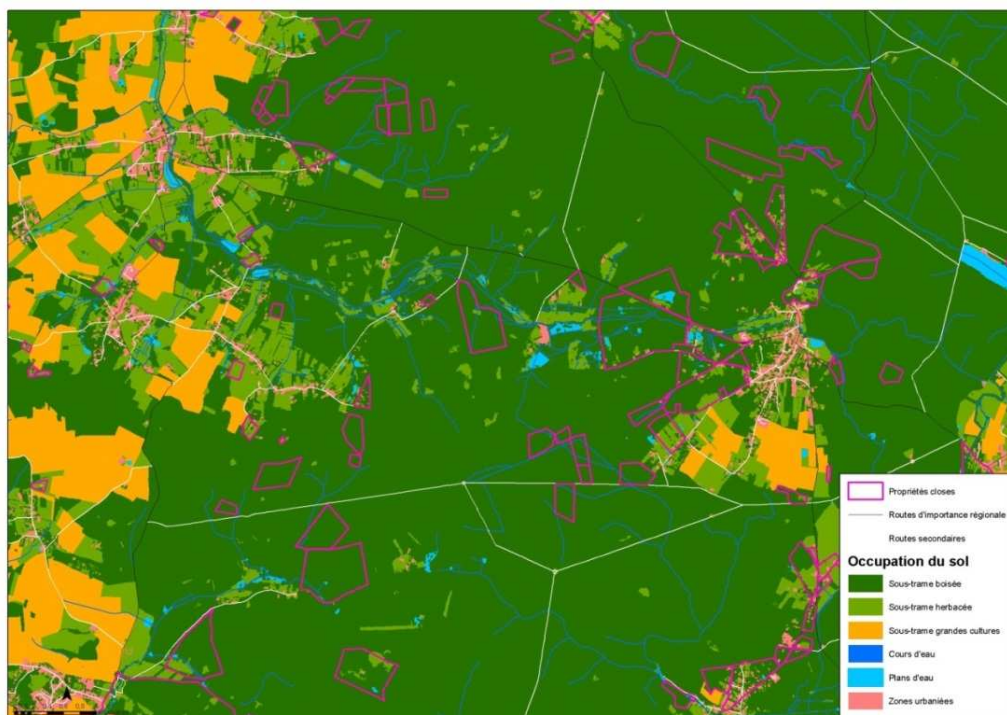 Propriétés closes
Routes d'importance régionale
Routes secondaires
Occupation du sol
Sous-trame boisée
Sous-trame herbacée
Sous-trame grandes cultures
Cours d'eau
Plans d'eau
Zones urbaniées